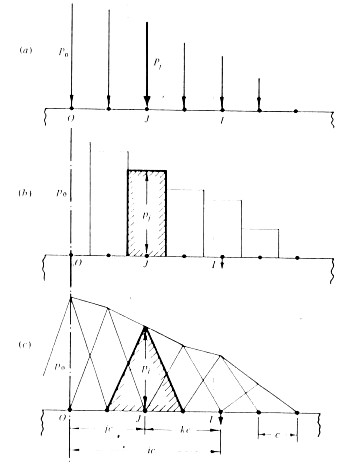 (a) p₀ pⱼ
O J I
(b) p₀ pⱼ
O J I
(c) p₀ pⱼ
O J I
jc kc c
ic